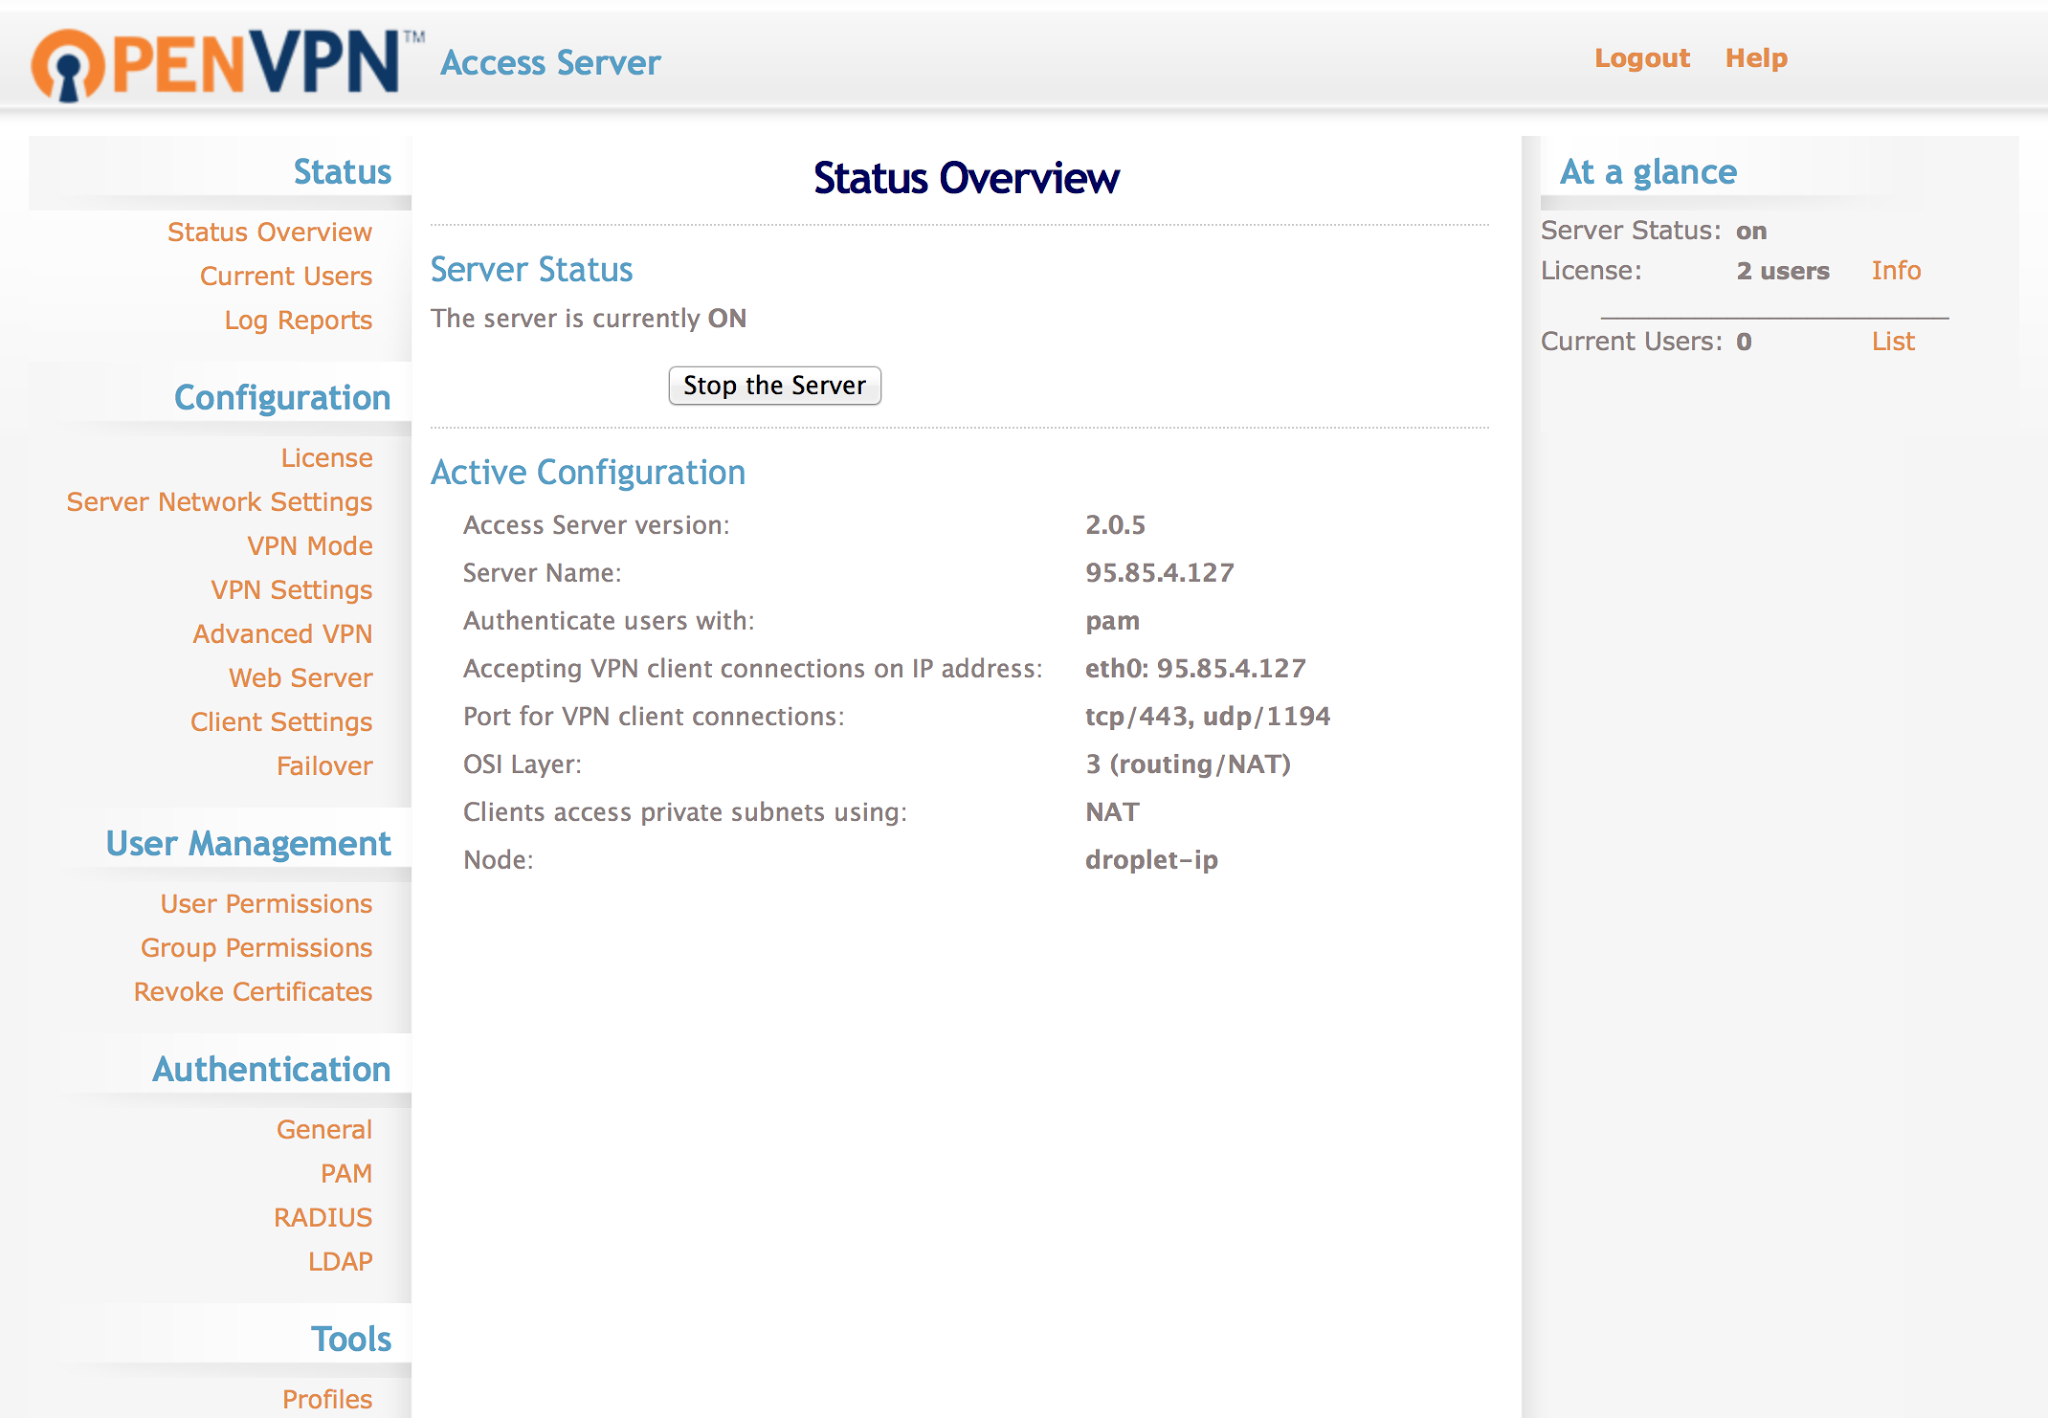 OPENVPN™ Access Server
Logout Help
Status
Status Overview
Current Users
Log Reports
Configuration
License
Server Network Settings
VPN Mode
VPN Settings
Advanced VPN
Web Server
Client Settings
Failover
User Management
User Permissions
Group Permissions
Revoke Certificates
Authentication
General
PAM
RADIUS
LDAP
Tools
Profiles
Status Overview
Server Status
The server is currently ON
Stop the Server
Active Configuration
Access Server version: 2.0.5
Server Name: 95.85.4.127
Authenticate users with: pam
Accepting VPN client connections on IP address: eth0: 95.85.4.127
Port for VPN client connections: tcp/443, udp/1194
OSI Layer: 3 (routing/NAT)
Clients access private subnets using: NAT
Node: droplet-ip
At a glance
Server Status: on
License: 2 users Info
Current Users: 0 List